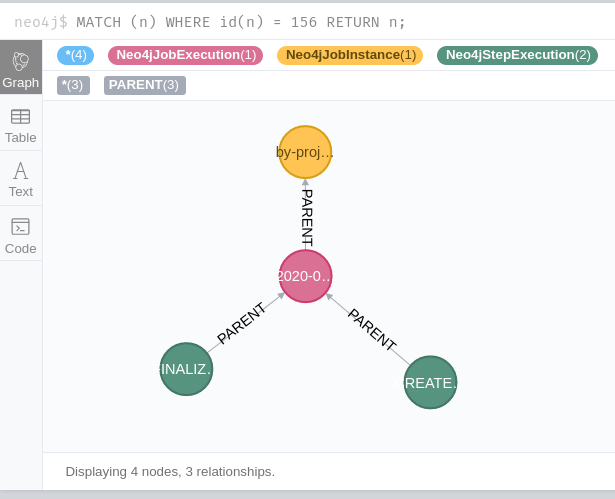 neo4j$ MATCH (n) WHERE id(n) = 156 RETURN n;
*(4) Neo4jJobExecution(1) Neo4jJobInstance(1) Neo4jStepExecution(2)
*(3) PARENT(3)
Graph
Table
Text
Code
by-proj…
PARENT
2020-0…
PARENT
PARENT
INALIZ…
REATE…
Displaying 4 nodes, 3 relationships.